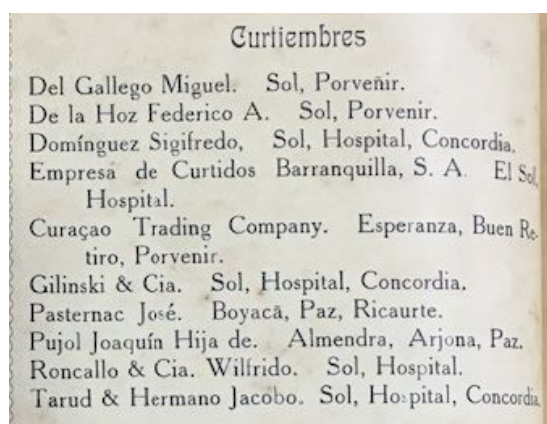 Curtiembres
Del Gallego Miguel. Sol, Porvenir.
De la Hoz Federico A. Sol, Porvenir.
Domínguez Sigifredo, Sol, Hospital, Concordia.
Empresa de Curtidos Barranquilla, S. A. El Sol,
Hospital.
Curaçao Trading Company. Esperanza, Buen Re-
tiro, Porvenir.
Gilinski & Cia. Sol, Hospital, Concordia.
Pasternac José. Boyacá, Paz, Ricaurte.
Pujol Joaquín Hija de. Almendra, Arjona, Paz.
Roncallo & Cia. Wilfrido. Sol, Hospital.
Tarud & Hermano Jacobo. Sol, Hospital, Concordia.